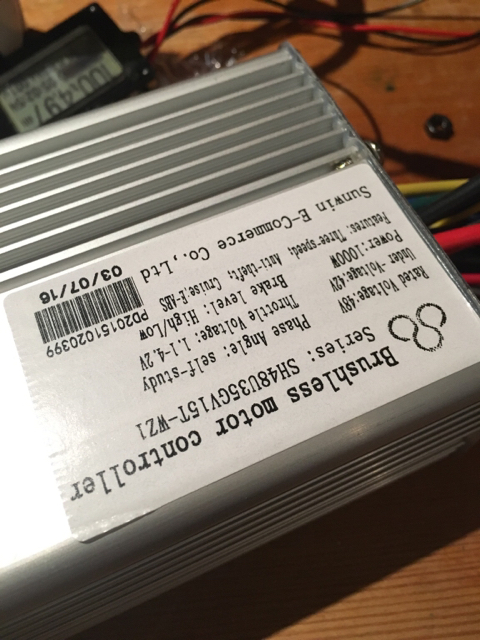 Brushless motor controller
Series: SH48U35GV15T-WZ1
Rated Voltage:48V Phase Angle: self-study
Under-Voltage:42V Throttle Voltage: 1.1-4.2V
Power:1000W Brake level: High/Low
Features: Three-speed; Anti-theft; Cruise;E-ABS
Sunwin E-Commerce Co.,Ltd
PD20151020399
03/07/16